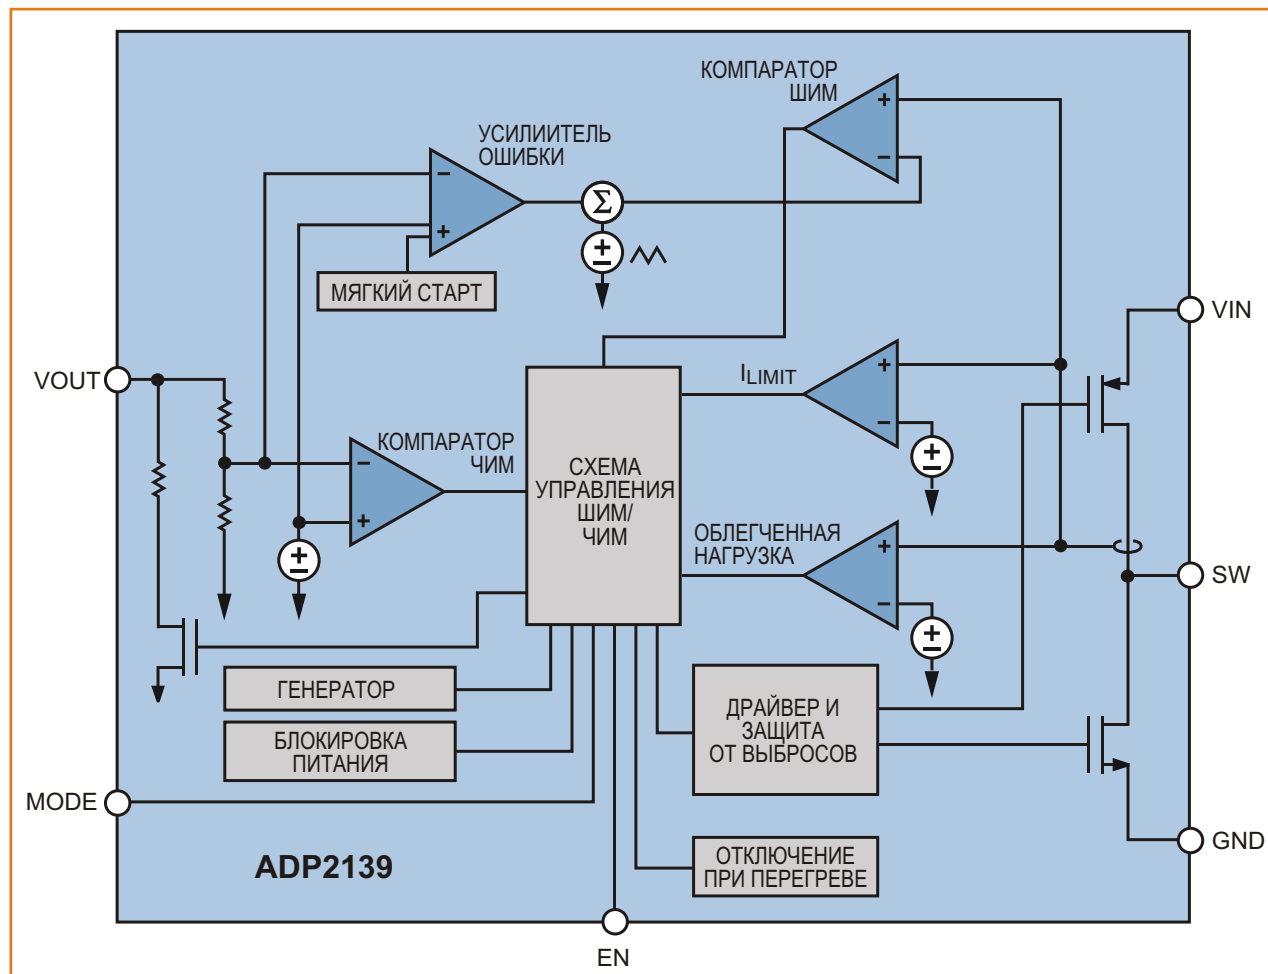 КОМПАРАТОР
ШИМ
+
−
УСИЛИИТЕЛЬ
ОШИБКИ
−
+
Σ
±
МЯГКИЙ СТАРТ
VIN
VOUT
ILIMIT
+
−
±
КОМПАРАТОР
ЧИМ
−
+
±
СХЕМА
УПРАВЛЕНИЯ
ШИМ/
ЧИМ
ОБЛЕГЧЕННАЯ
НАГРУЗКА
+
−
±
SW
ГЕНЕРАТОР
БЛОКИРОВКА
ПИТАНИЯ
ДРАЙВЕР И
ЗАЩИТА
ОТ ВЫБРОСОВ
MODE
GND
ОТКЛЮЧЕНИЕ
ПРИ ПЕРЕГРЕВЕ
ADP2139
EN